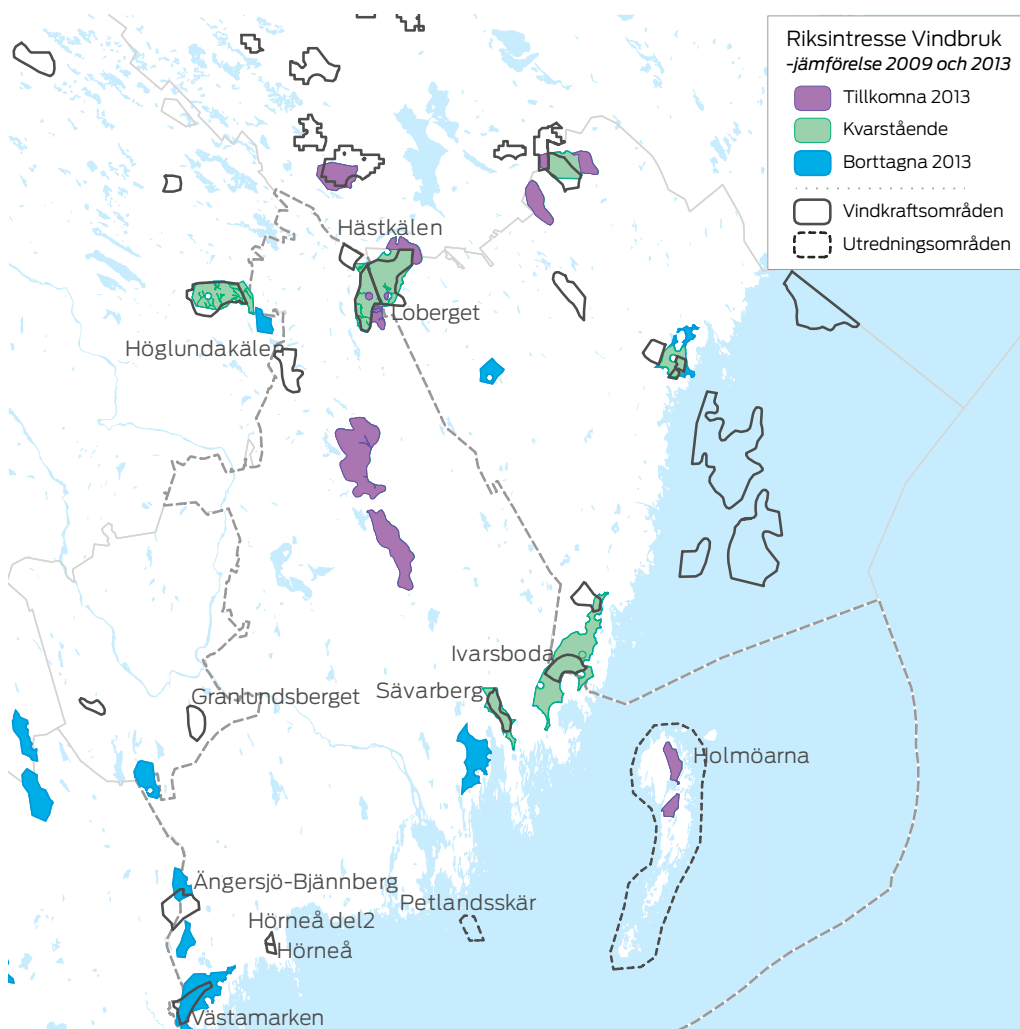 Riksintresse Vindbruk
-jämförelse 2009 och 2013
Tillkomna 2013
Kvarstående
Borttagna 2013
Vindkraftsområden
Utredningsområden
Hästkälen
Loberget
Höglundakälen
Ivarsboda
Sävarberg
Granlundsberget
Holmöarna
Ängersjö-Bjännberg
Petlandsskär
Hörneå del2
Hörneå
Västamarken